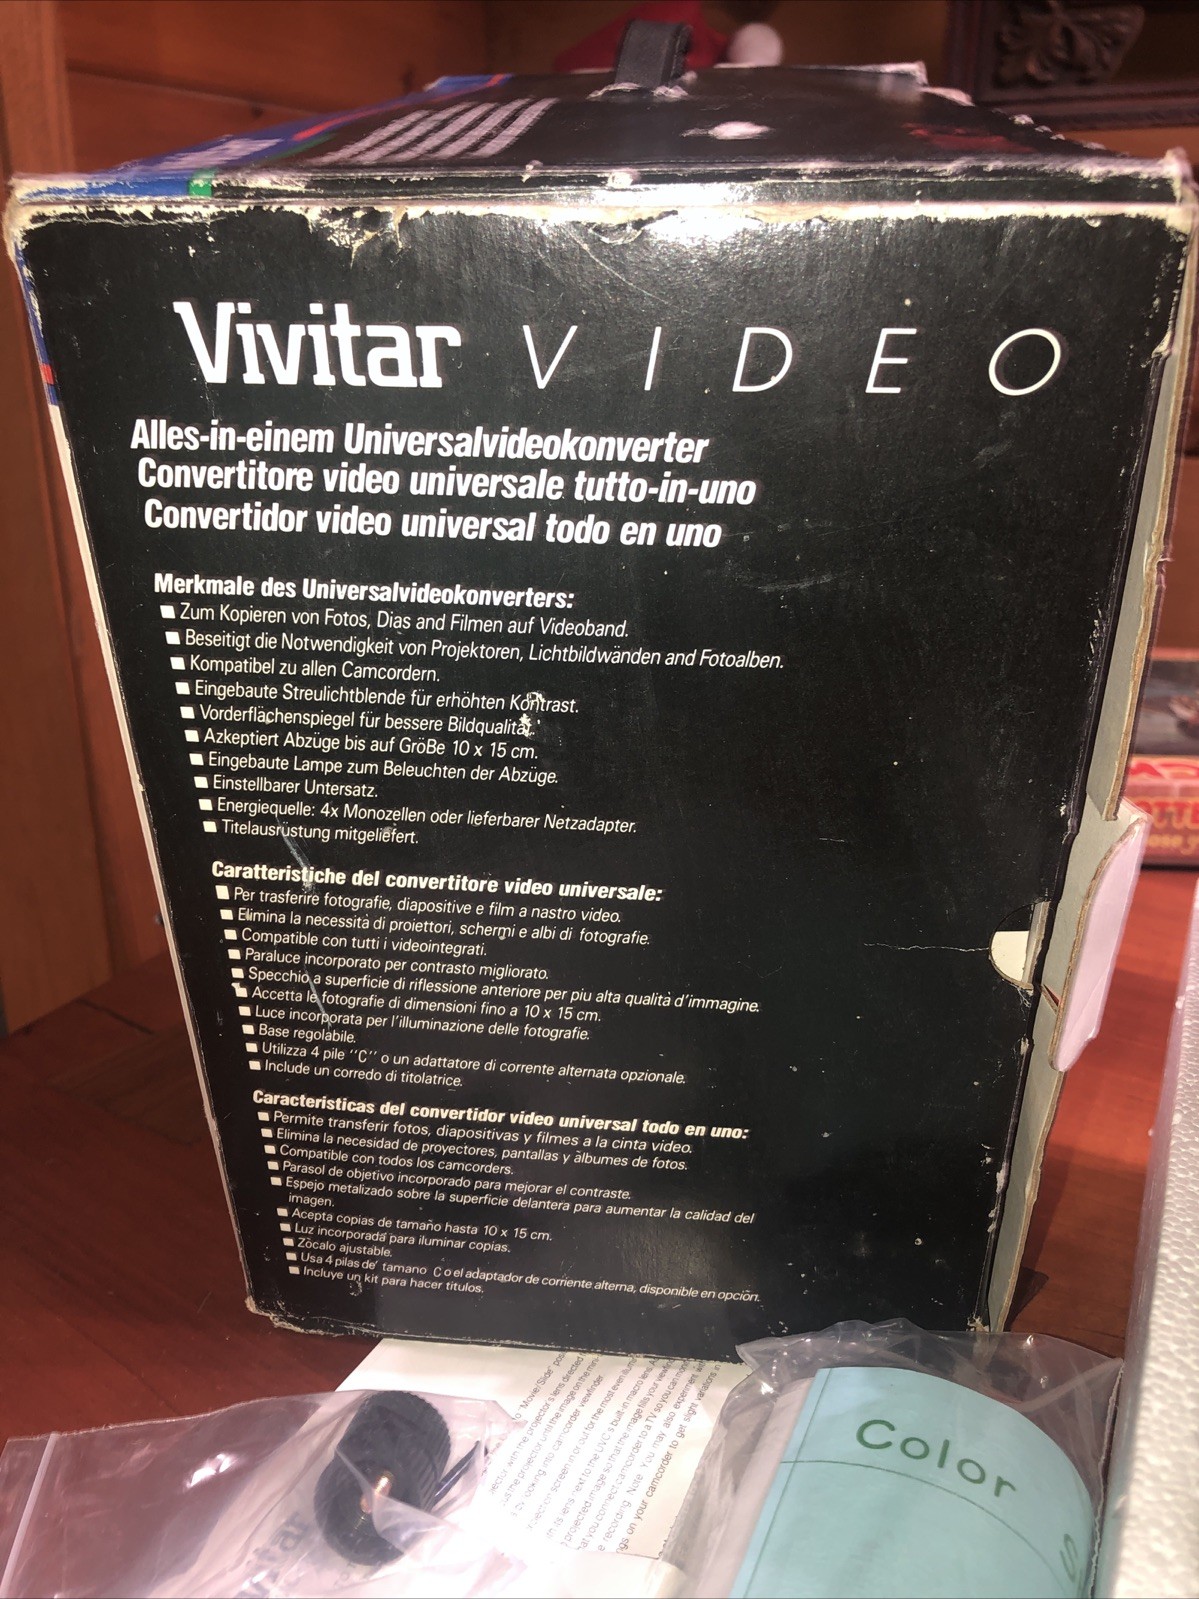 Vivitar VIDEO
Alles-in-einem Universalvideokonverter
Convertitore video universale tutto-in-uno
Convertidor video universal todo en uno
Merkmale des Universalvideokonverters:
■ Zum Kopieren von Fotos, Dias and Filmen auf Videoband.
■ Beseitigt die Notwendigkeit von Projektoren, Lichtbildwänden and Fotoalben.
■ Kompatibel zu allen Camcordern.
■ Eingebaute Streulichtblende für erhöhten Kontrast.
■ Vorderflächenspiegel für bessere Bildqualität.
■ Azkeptiert Abzüge bis auf GröBe 10 x 15 cm.
■ Eingebaute Lampe zum Beleuchten der Abzüge.
■ Einstellbarer Untersatz.
■ Energiequelle: 4x Monozellen oder lieferbarer Netzadapter.
■ Titelausrüstung mitgeliefert.
Caratteristiche del convertitore video universale:
■ Per trasferire fotografie, diapositive e film a nastro video.
■ Elimina la necessità di proiettori, schermi e albi di fotografie.
■ Compatible con tutti i videointegrati.
■ Paraluce incorporato per contrasto migliorato.
■ Specchio a superficie di riflessione anteriore per piu alta qualità d'immagine.
■ Accetta le fotografie di dimensioni fino a 10 x 15 cm.
■ Luce incorporata per l'illuminazione delle fotografie.
■ Base regolabile.
■ Utilizza 4 pile "C" o un adattatore di corrente alternata opzionale.
■ Include un corredo di titolatrice.
Caracteristicas del convertidor video universal todo en uno:
■ Permite transferir fotos, diapositivas y filmes a la cinta video.
■ Elimina la necesidad de proyectores, pantallas y álbumes de fotos.
■ Compatible con todos los camcorders.
■ Parasol de objetivo incorporado para mejorar el contraste.
■ Espejo metalizado sobre la superficie delantera para aumentar la calidad del
imagen.
■ Acepta copias de tamaño hasta 10 x 15 cm.
■ Luz incorporada para iluminar copias.
■ Zócalo ajustable.
■ Usa 4 pilas de tamano C o el adaptador de corriente alterna, disponible en opción.
■ Incluye un kit para hacer titulos.
Color